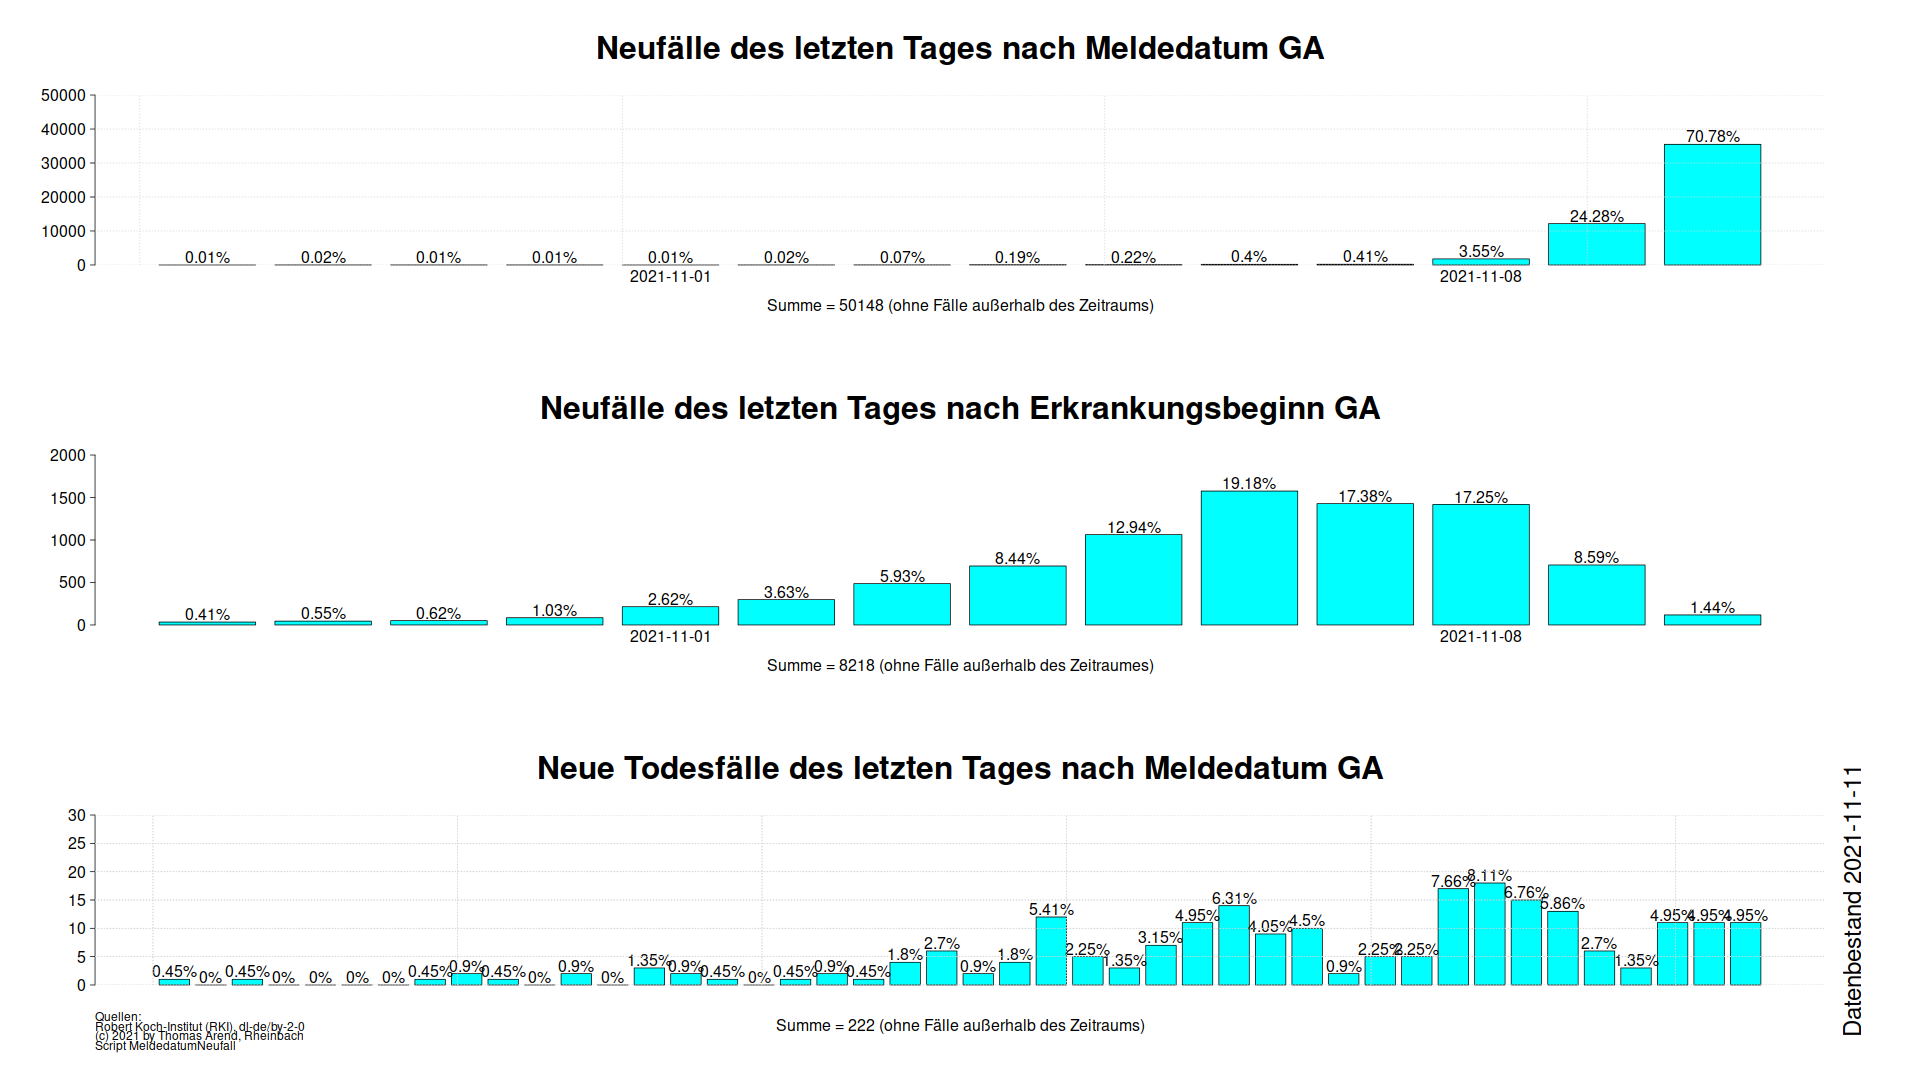 Neufälle des letzten Tages nach Meldedatum GA
50000
40000
30000
20000
10000
0
0.01% 0.02% 0.01% 0.01% 0.01% 0.02% 0.07% 0.19% 0.22% 0.4% 0.41% 3.55% 24.28% 70.78%
2021-11-01 2021-11-08
Summe = 50148 (ohne Fälle außerhalb des Zeitraums)
Neufälle des letzten Tages nach Erkrankungsbeginn GA
2000
1500
1000
500
0
0.41% 0.55% 0.62% 1.03% 2.62% 3.63% 5.93% 8.44% 12.94% 19.18% 17.38% 17.25% 8.59% 1.44%
2021-11-01 2021-11-08
Summe = 8218 (ohne Fälle außerhalb des Zeitraumes)
Neue Todesfälle des letzten Tages nach Meldedatum GA
30
25
20
15
10
5
0
0.45% 0% 0.45% 0% 0% 0% 0% 0.45% 0.9% 0.45% 0% 0.9% 0% 1.35% 0.9% 0.45% 0% 0.45% 0.9% 0.45% 1.8% 2.7% 0.9% 1.8% 5.41% 2.25% 1.35% 3.15% 4.95% 6.31% 4.05% 4.5% 0.9% 2.25% 2.25% 7.66% 8.11% 6.76% 5.86% 2.7% 1.35% 4.95% 4.95% 4.95%
Summe = 222 (ohne Fälle außerhalb des Zeitraums)
Quellen:
Robert Koch-Institut (RKI), dl-de/by-2-0
(c) 2021 by Thomas Arend, Rheinbach
Script MeldedatumNeufall
Datenbestand 2021-11-11